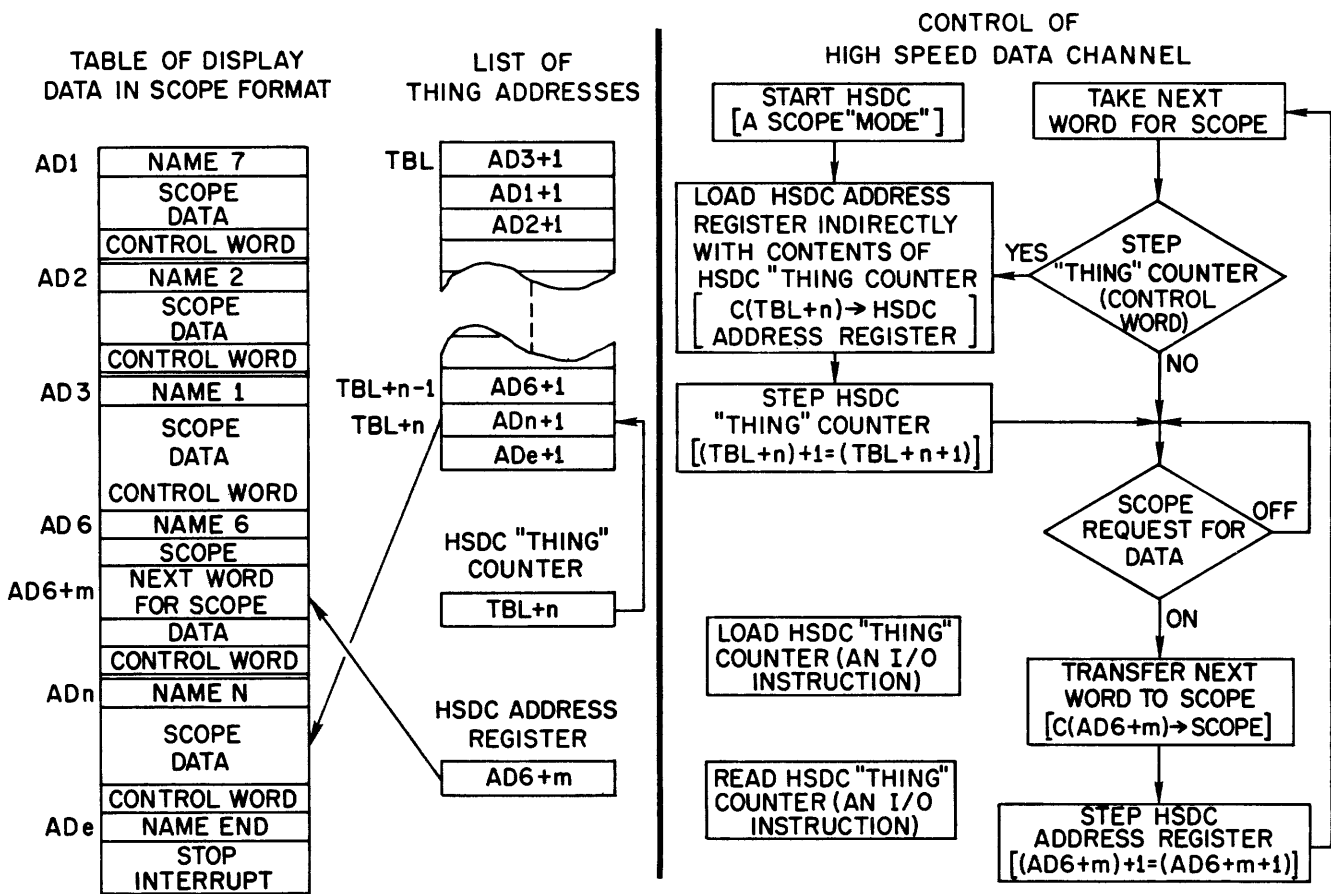 TABLE OF DISPLAY
DATA IN SCOPE FORMAT
AD1
NAME 7
SCOPE
DATA
CONTROL WORD
AD2
NAME 2
SCOPE
DATA
CONTROL WORD
AD3
NAME 1
SCOPE
DATA
CONTROL WORD
AD6
NAME 6
SCOPE
AD6+m
NEXT WORD
FOR SCOPE
DATA
CONTROL WORD
ADn
NAME N
SCOPE
DATA
CONTROL WORD
ADe
NAME END
STOP
INTERRUPT
LIST OF
THING ADDRESSES
TBL
AD3+1
AD1+1
AD2+1
TBL+n-1
AD6+1
TBL+n
ADn+1
ADe+1
HSDC "THING"
COUNTER
TBL+n
HSDC ADDRESS
REGISTER
AD6+m
CONTROL OF
HIGH SPEED DATA CHANNEL
START HSDC
[A SCOPE "MODE"]
LOAD HSDC ADDRESS
REGISTER INDIRECTLY
WITH CONTENTS OF
HSDC "THING COUNTER
[C(TBL+n)→HSDC
ADDRESS REGISTER]
STEP HSDC
"THING" COUNTER
[(TBL+n)+1=(TBL+n+1)]
LOAD HSDC "THING"
COUNTER (AN I/O
INSTRUCTION)
READ HSDC "THING"
COUNTER (AN I/O
INSTRUCTION)
TAKE NEXT
WORD FOR SCOPE
YES
STEP
"THING" COUNTER
(CONTROL
WORD)
NO
SCOPE
REQUEST FOR
DATA
OFF
ON
TRANSFER NEXT
WORD TO SCOPE
[C(AD6+m)→SCOPE]
STEP HSDC
ADDRESS REGISTER
[(AD6+m)+1=(AD6+m+1)]